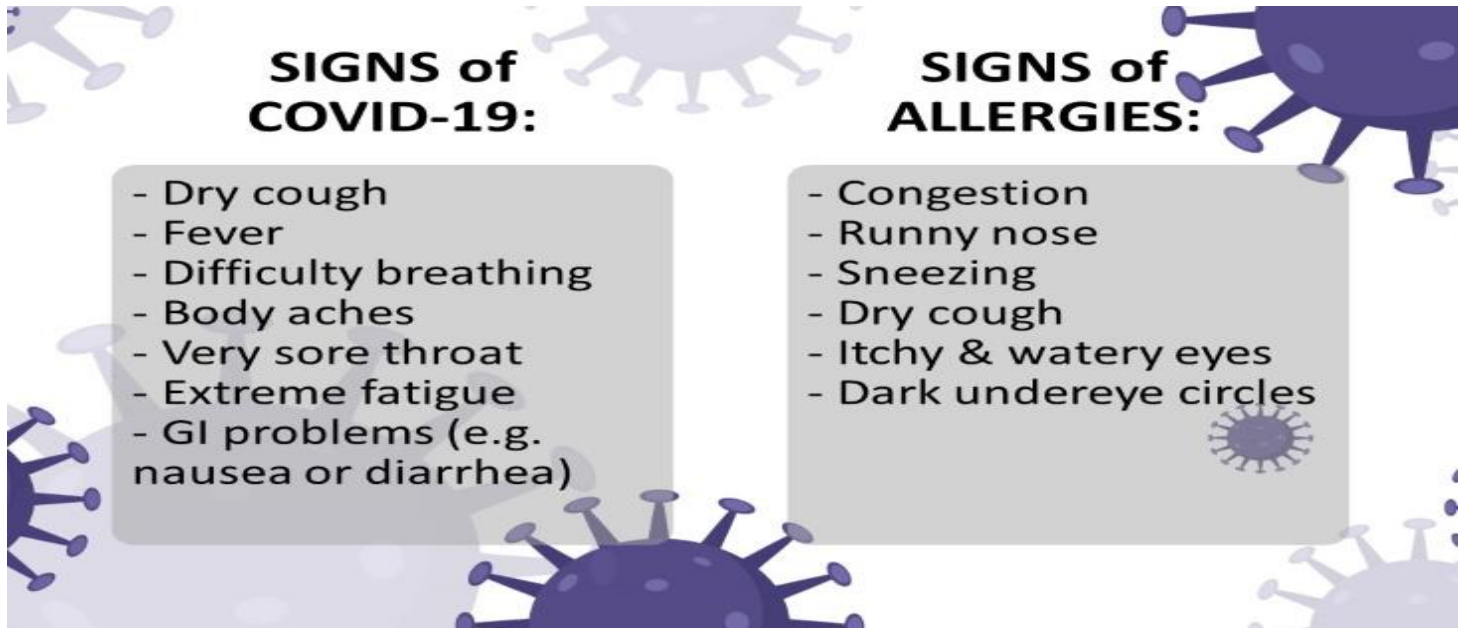 SIGNS of
COVID-19:
- Dry cough
- Fever
- Difficulty breathing
- Body aches
- Very sore throat
- Extreme fatigue
- GI problems (e.g.
nausea or diarrhea)
SIGNS of
ALLERGIES:
- Congestion
- Runny nose
- Sneezing
- Dry cough
- Itchy & watery eyes
- Dark undereye circles